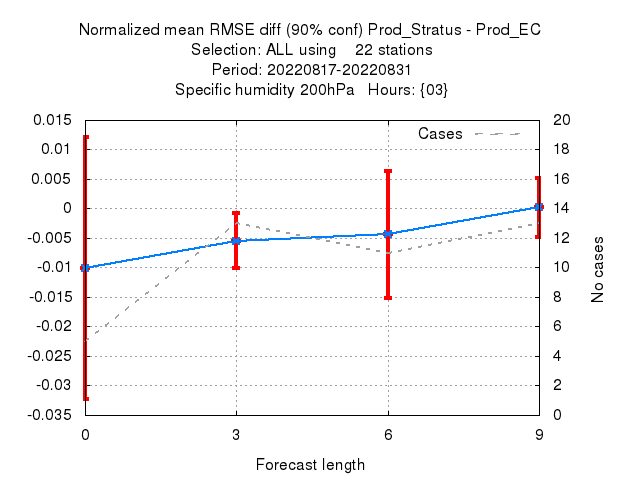 Normalized mean RMSE diff (90% conf) Prod_Stratus - Prod_EC
Selection: ALL using    22 stations
Period: 20220817-20220831
Specific humidity 200hPa   Hours: {03}
Cases
0.015
0.01
0.005
0
-0.005
-0.01
-0.015
-0.02
-0.025
-0.03
-0.035
20
18
16
14
12
10
8
6
4
2
0
No cases
0 3 6 9
Forecast length